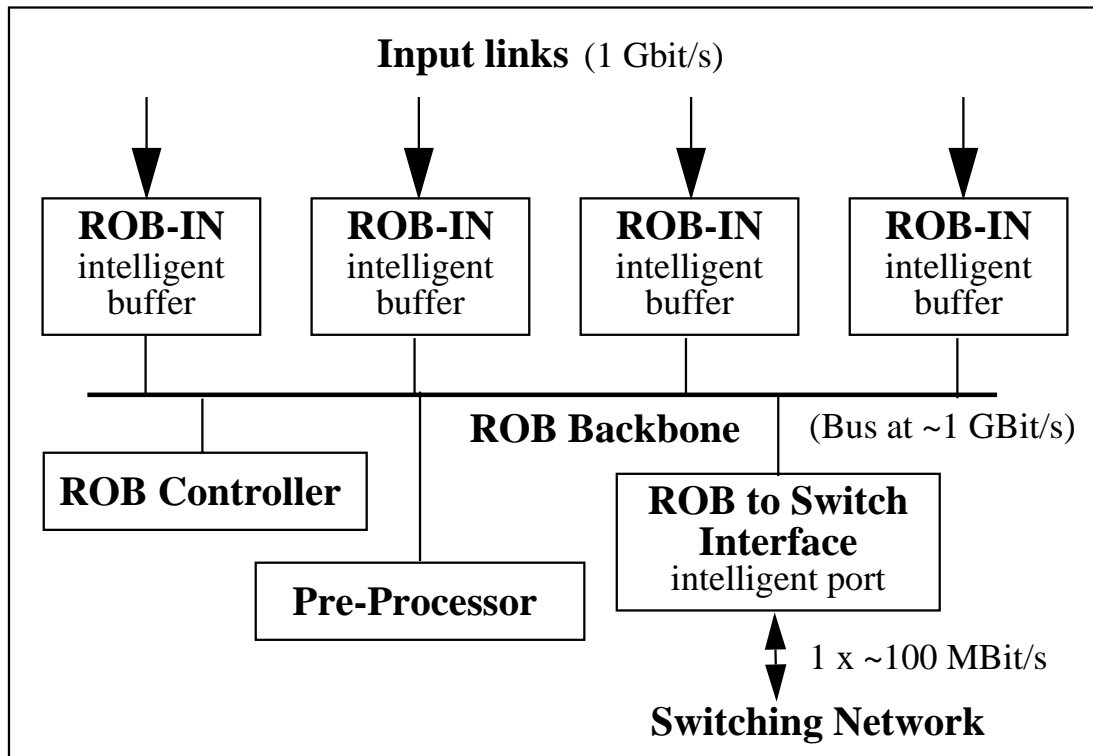 Input links (1 Gbit/s)
ROB-IN
intelligent
buffer
ROB-IN
intelligent
buffer
ROB-IN
intelligent
buffer
ROB-IN
intelligent
buffer
ROB Backbone
(Bus at ~1 GBit/s)
ROB Controller
Pre-Processor
ROB to Switch
Interface
intelligent port
1 x ~100 MBit/s
Switching Network